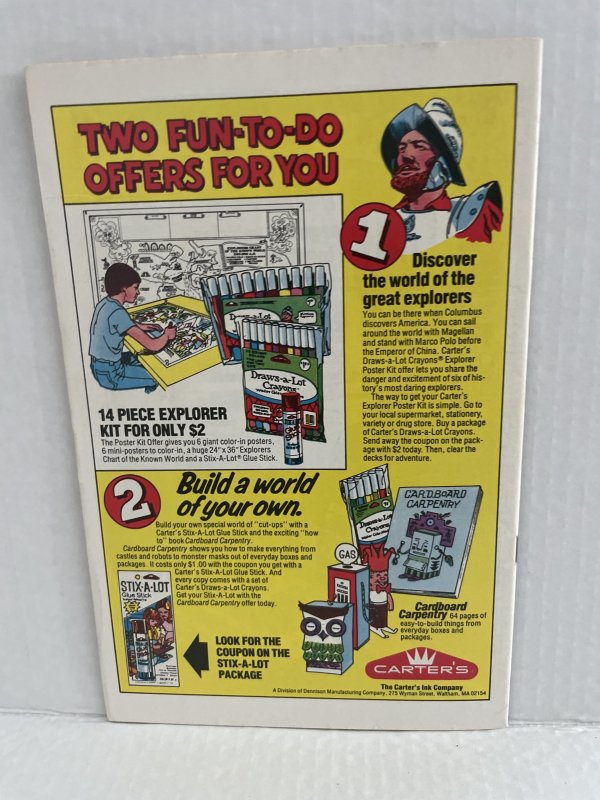 TWO FUN-TO-DO
OFFERS FOR YOU
1
Discover
the world of the
great explorers
You can be there when Columbus
discovers America. You can sail
around the world with Magellan
and stand with Marco Polo before
the Emperor of China. Carter's
Draws-a-Lot Crayons® Explorer
Poster Kit offer lets you share the
danger and excitement of six of his-
tory's most daring explorers.
The way to get your Carter's
Explorer Poster Kit is simple. Go to
your local supermarket, stationery,
variety or drug store. Buy a package
of Carter's Draws-a-Lot Crayons.
Send away the coupon on the pack-
age with $2 today. Then, clear the
decks for adventure.
Draws-a-Lot
Draws-a-Lot
Crayons
14 PIECE EXPLORER
KIT FOR ONLY $2
The Poster Kit Offer gives you 6 giant color-in posters,
6 mini-posters to color-in, a huge 24" x 36" Explorers
Chart of the Known World and a Stix-A-Lot® Glue Stick.
2
Build a world
of your own.
Build your own special world of "cut-ups" with a
Carter's Stix-A-Lot Glue Stick and the exciting "how
to" book Cardboard Carpentry.
Cardboard Carpentry shows you how to make everything from
castles and robots to monster masks out of everyday boxes and
packages. It costs only $1.00 with the coupon you get with a
Carter's Stix-A-Lot Glue Stick. And
every copy comes with a set of
Carter's Draws-a-Lot Crayons.
Get your Stix-A-Lot with the
Cardboard Carpentry offer today.
STIX-A-LOT
Glue Stick
LOOK FOR THE
COUPON ON THE
STIX-A-LOT
PACKAGE
Draws-a-Lot
Crayons
GAS
CARDBOARD
CARPENTRY
Cardboard
Carpentry 64 pages of
easy-to-build things from
everyday boxes and
packages.
CARTER'S
The Carter's Ink Company
A Division of Dennison Manufacturing Company, 275 Wyman Street, Waltham, MA 02154